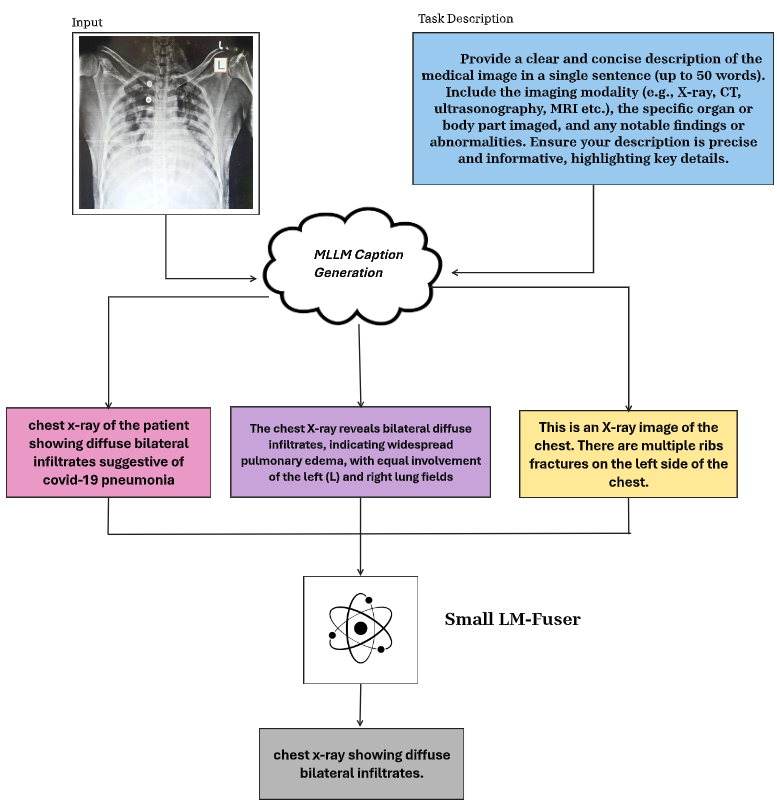 Input
Task Description
L
Provide a clear and concise description of the
medical image in a single sentence (up to 50 words).
Include the imaging modality (e.g., X-ray, CT,
ultrasonography, MRI etc.), the specific organ or
body part imaged, and any notable findings or
abnormalities. Ensure your description is precise
and informative, highlighting key details.
MLLM Caption
Generation
chest x-ray of the patient
showing diffuse bilateral
infiltrates suggestive of
covid-19 pneumonia
The chest X-ray reveals bilateral diffuse
infiltrates, indicating widespread
pulmonary edema, with equal involvement
of the left (L) and right lung fields
This is an X-ray image of the
chest. There are multiple ribs
fractures on the left side of the
chest.
Small LM-Fuser
chest x-ray showing diffuse
bilateral infiltrates.